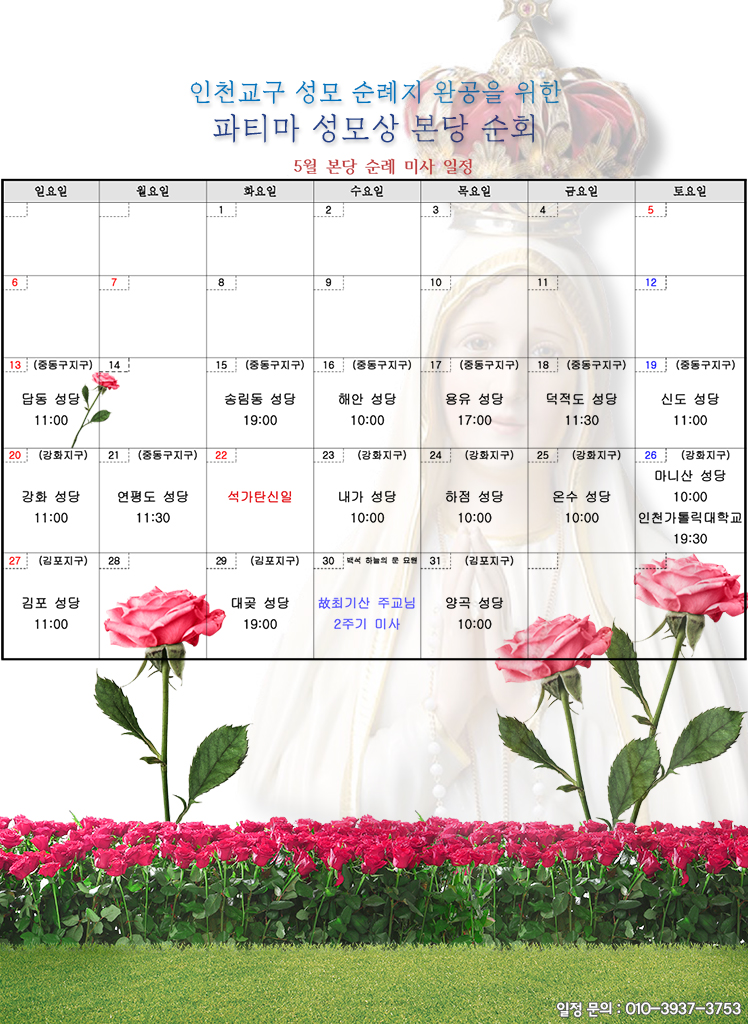 인천교구 성모 순례지 완공을 위한
파티마 성모상 본당 순회
5월 본당 순례 미사 일정
일요일 월요일 화요일 수요일 목요일 금요일 토요일
1 2 3 4 5
6 7 8 9 10 11 12
13 (중동구지구) 14 15 (중동구지구) 16 (중동구지구) 17 (중동구지구) 18 (중동구지구) 19 (중동구지구)
답동 성당 송림동 성당 해안 성당 용유 성당 덕적도 성당 신도 성당
11:00 19:00 10:00 17:00 11:30 11:00
20 (강화지구) 21 (중동구지구) 22 23 (강화지구) 24 (강화지구) 25 (강화지구) 26 (강화지구)
마니산 성당
강화 성당 연평도 성당 석가탄신일 내가 성당 하점 성당 온수 성당 10:00
11:00 11:30 10:00 10:00 10:00 인천가톨릭대학교
19:30
27 (김포지구) 28 29 (김포지구) 30 백석 하늘의 문 묘원 31 (김포지구)
김포 성당 대곶 성당 故최기산 주교님 양곡 성당
11:00 19:00 2주기 미사 10:00
일정 문의 : 010-3937-3753